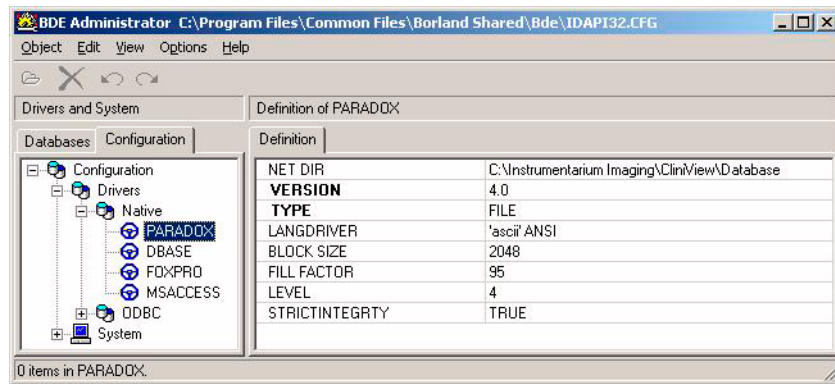 BDE Administrator C:\Program Files\Common Files\Borland Shared\Bde\IDAPI32.CFG
Object Edit View Options Help
Drivers and System Definition of PARADOX
Databases Configuration Definition
Configuration NET DIR C:\Instrumentarium Imaging\CliniView\Database
Drivers VERSION 4.0
Native TYPE FILE
PARADOX LANGDRIVER 'ascii' ANSI
DBASE BLOCK SIZE 2048
FOXPRO FILL FACTOR 95
MSACCESS LEVEL 4
ODBC STRICTINTEGRTY TRUE
System
0 items in PARADOX.